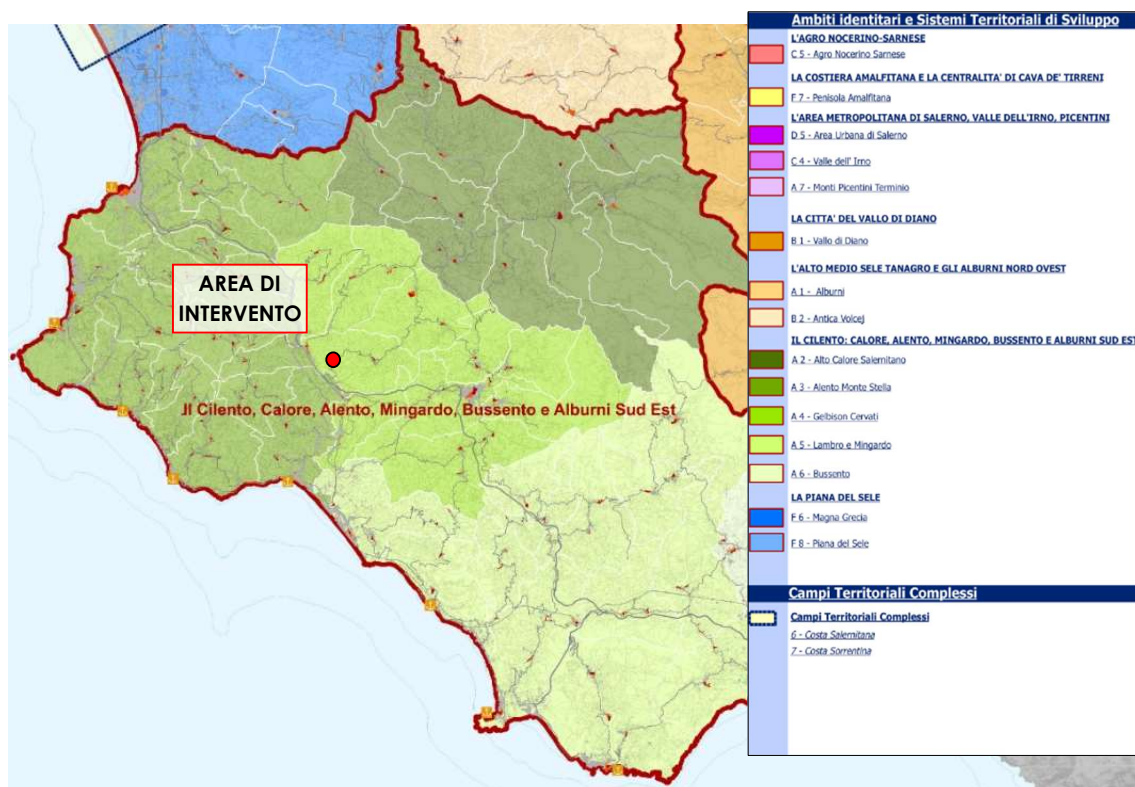 AREA DI
INTERVENTO
Il Cilento, Calore, Alento, Mingardo, Bussento e Alburni Sud Est
Ambiti identitari e Sistemi Territoriali di Sviluppo
L'AGRO NOCERINO-SARNESE
C 5 - Agro Nocerino Sarnese
LA COSTIERA AMALFITANA E LA CENTRALITA' DI CAVA DE' TIRRENI
F 7 - Penisola Amalfitana
L'AREA METROPOLITANA DI SALERNO, VALLE DELL'IRNO, PICENTINI
D 5 - Area Urbana di Salerno
C 4 - Valle dell' Irno
A 7 - Monti Picentini Terminio
LA CITTA' DEL VALLO DI DIANO
B 1 - Vallo di Diano
L'ALTO MEDIO SELE TANAGRO E GLI ALBURNI NORD OVEST
A 1 - Alburni
B 2 - Antica Volcej
IL CILENTO: CALORE, ALENTO, MINGARDO, BUSSENTO E ALBURNI SUD EST
A 2 - Alto Calore Salernitano
A 3 - Alento Monte Stella
A 4 - Gelbison Cervati
A 5 - Lambro e Mingardo
A 6 - Bussento
LA PIANA DEL SELE
F 6 - Magna Grecia
F 8 - Piana del Sele
Campi Territoriali Complessi
Campi Territoriali Complessi
6 - Costa Salernitana
7 - Costa Sorrentina